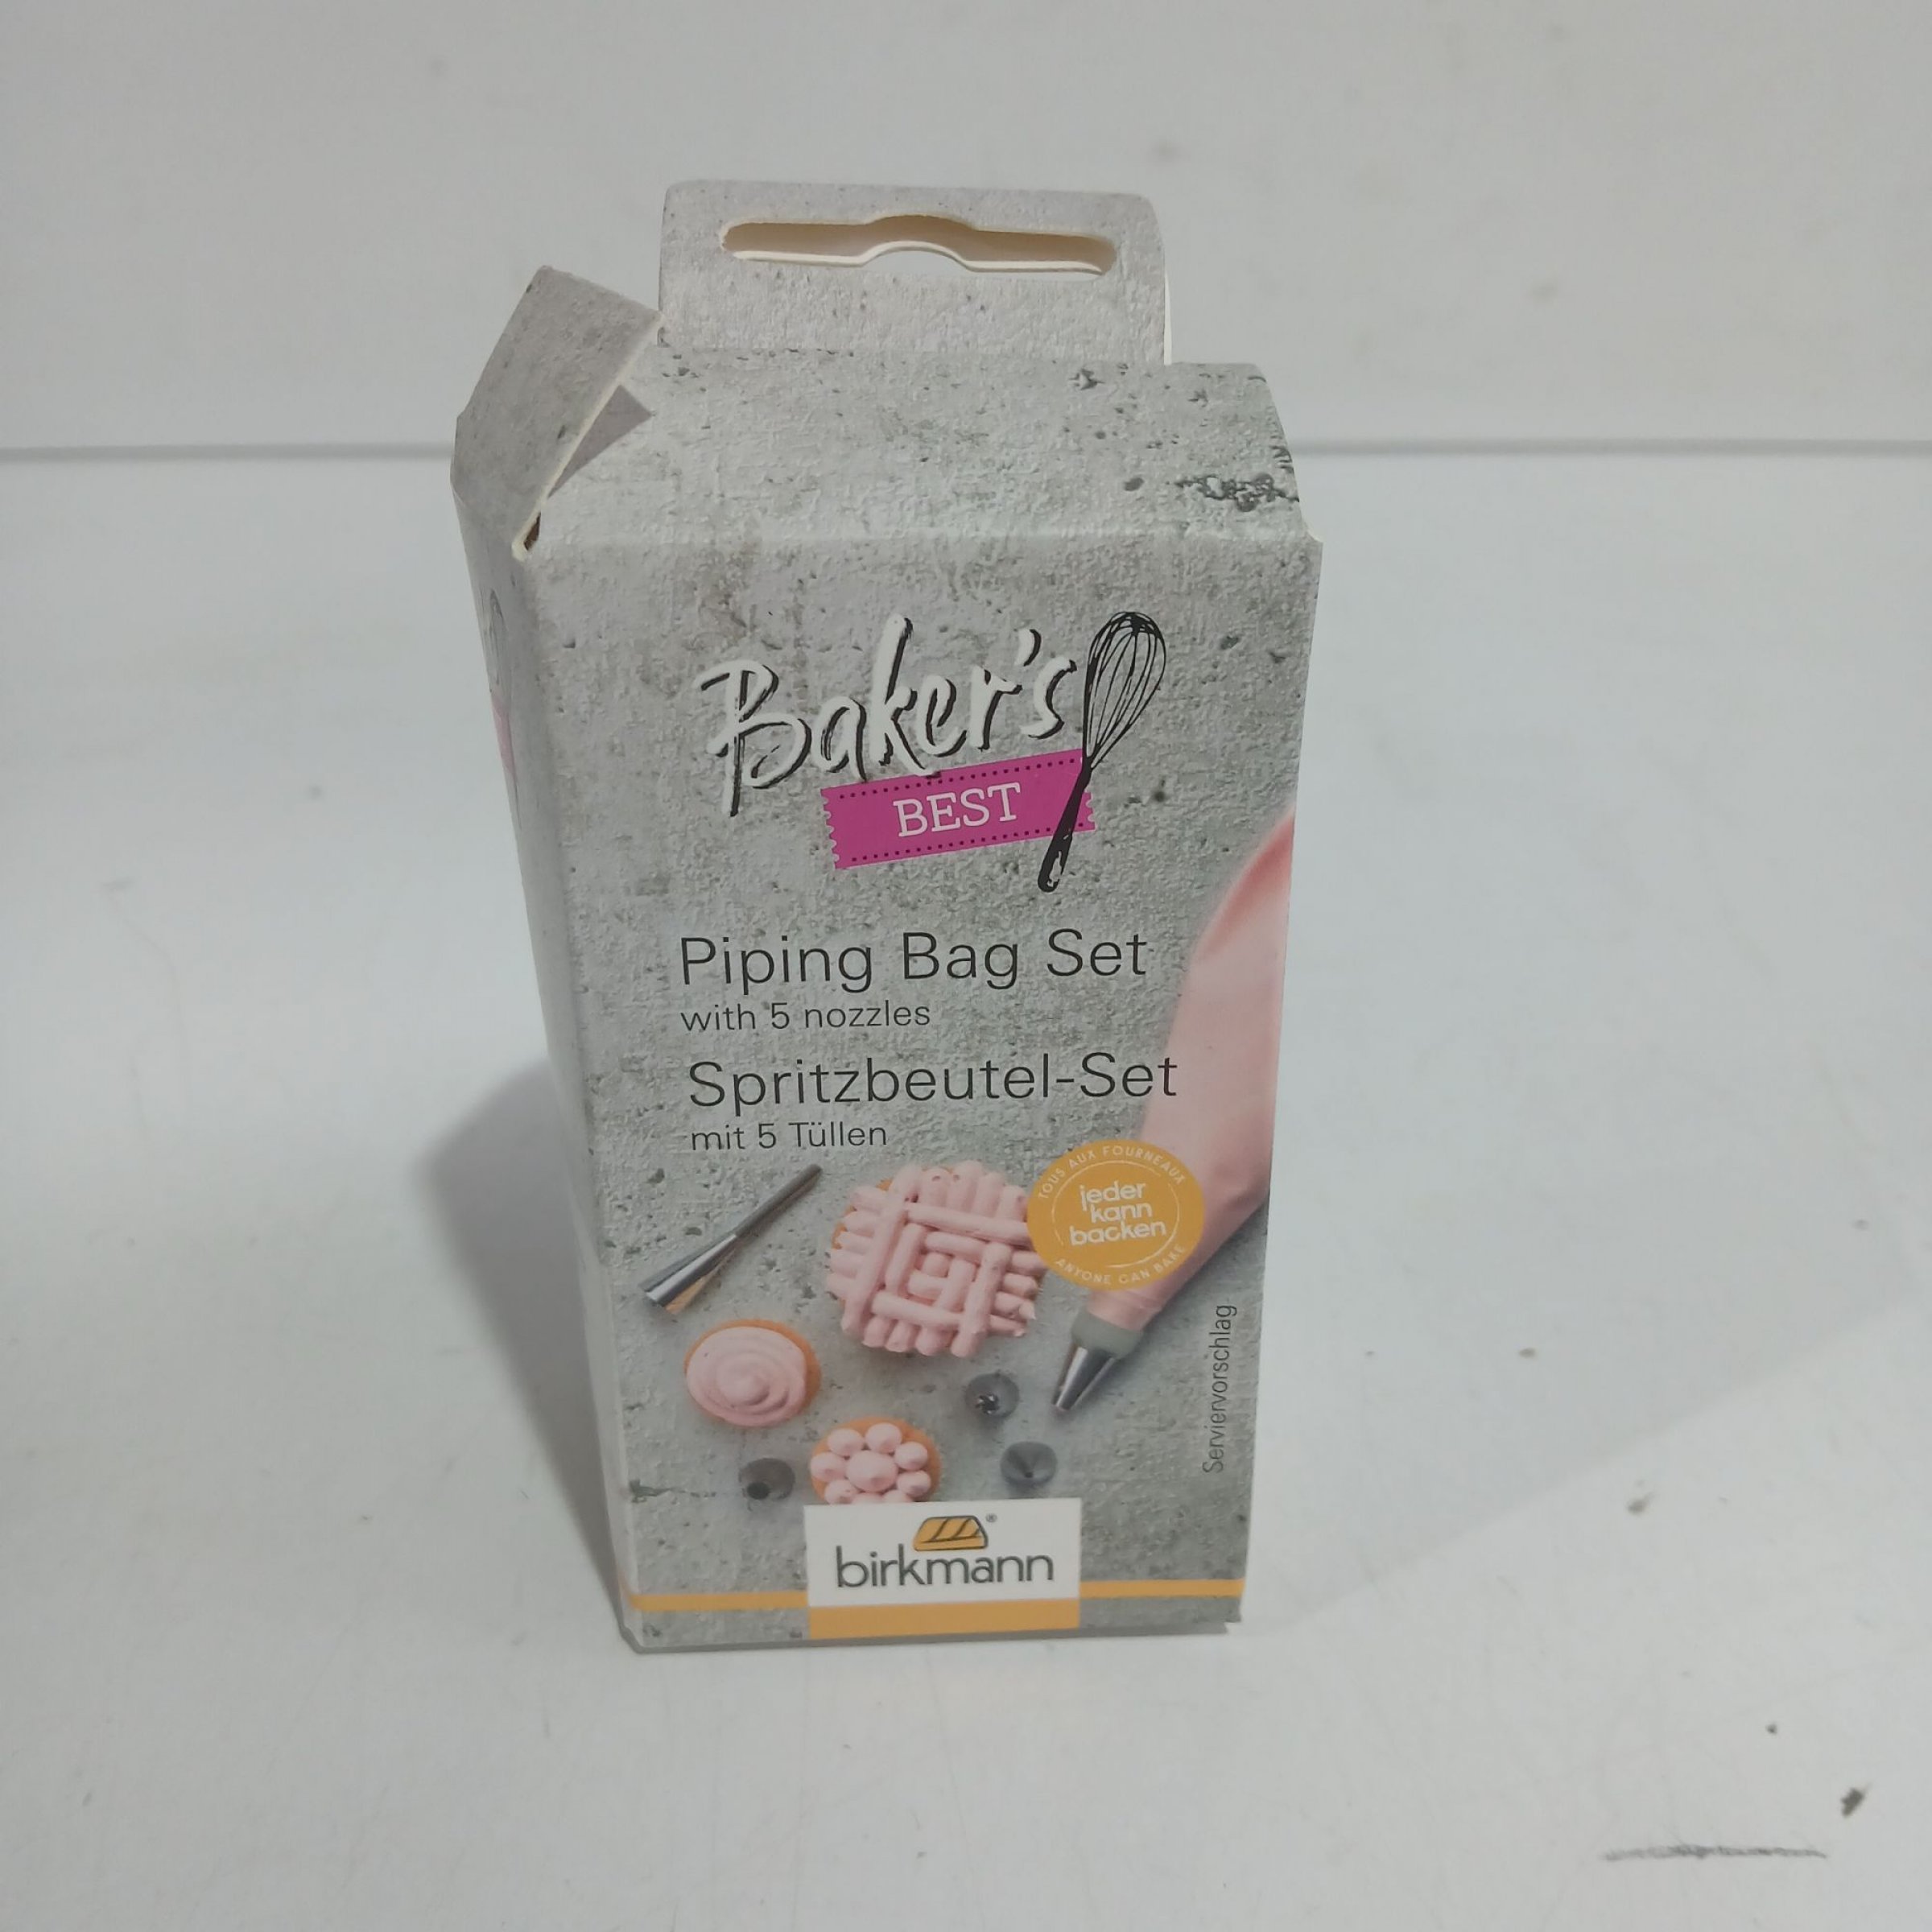 Baker's
BEST
Piping Bag Set
with 5 nozzles
Spritzbeutel-Set
mit 5 Tüllen
TOUS AUX FOURNEAUX
jeder
kann
backen
ANYONE CAN BAKE
Serviervorschlag
birkmann®